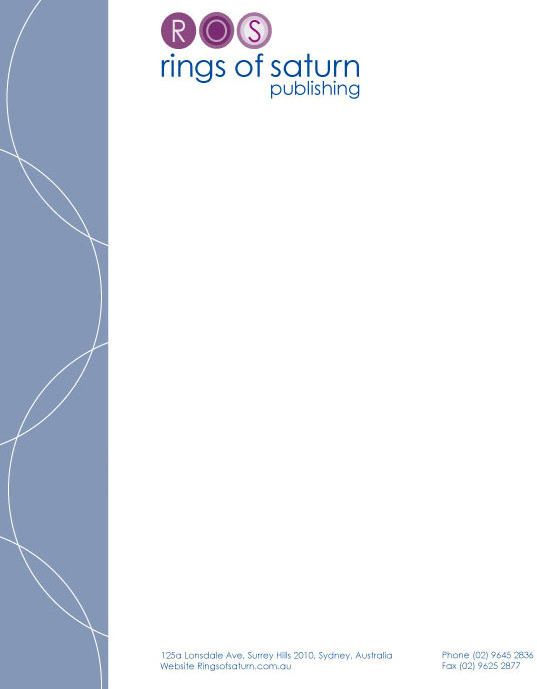 R O S
rings of saturn
publishing
125a Lonsdale Ave, Surrey Hills 2010, Sydney, Australia
Website Ringsofsaturn.com.au
Phone (02) 9645 2836
Fax (02) 9625 2877